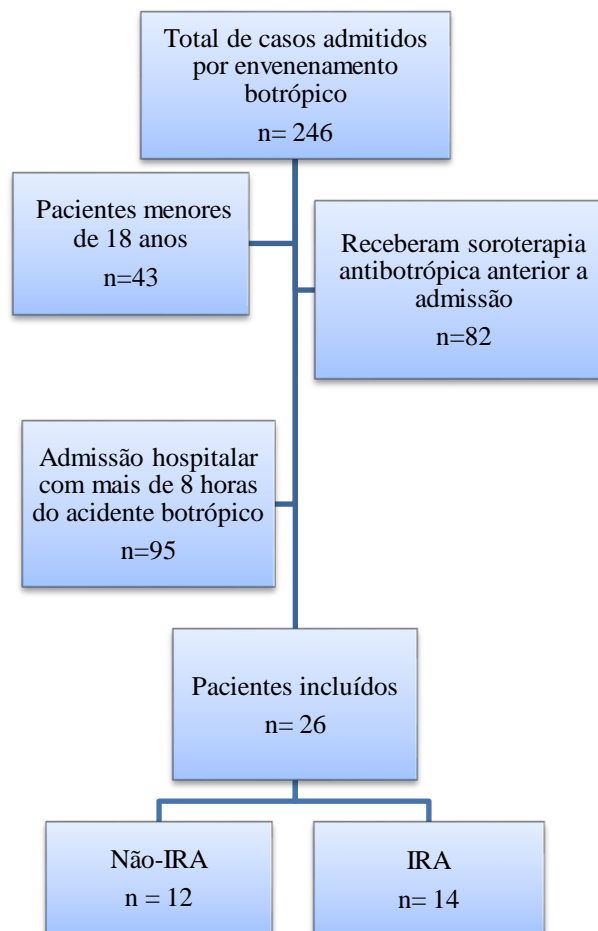 Total de casos admitidos
por envenenamento
botrópico
n= 246
Pacientes menores
de 18 anos
n=43
Receberam soroterapia
antibotrópica anterior a
admissão
n=82
Admissão hospitalar
com mais de 8 horas
do acidente botrópico
n=95
Pacientes incluídos
n= 26
Não-IRA
n = 12
IRA
n= 14